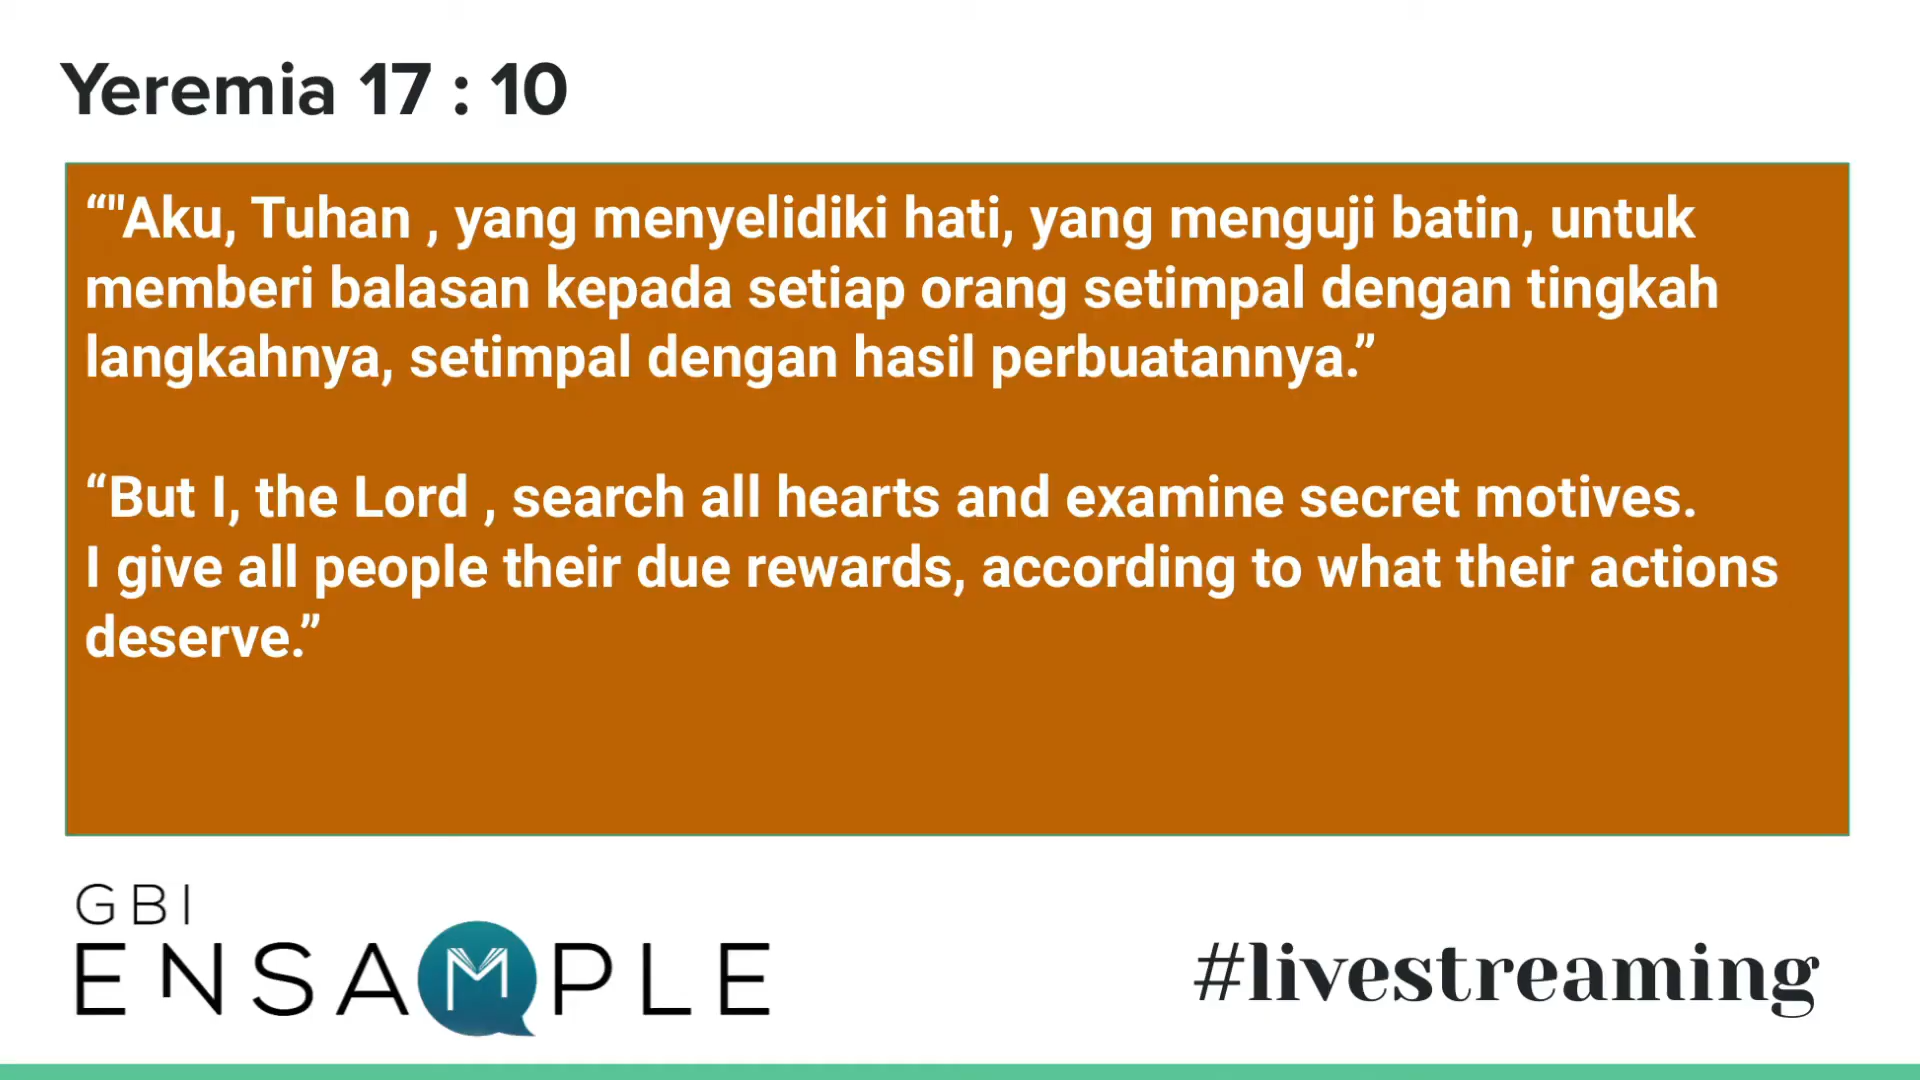 Yeremia 17 : 10
“"Aku, Tuhan , yang menyelidiki hati, yang menguji batin, untuk
memberi balasan kepada setiap orang setimpal dengan tingkah
langkahnya, setimpal dengan hasil perbuatannya.”
“But I, the Lord , search all hearts and examine secret motives.
I give all people their due rewards, according to what their actions
deserve.”
GBI
ENSAMPLE
#livestreaming